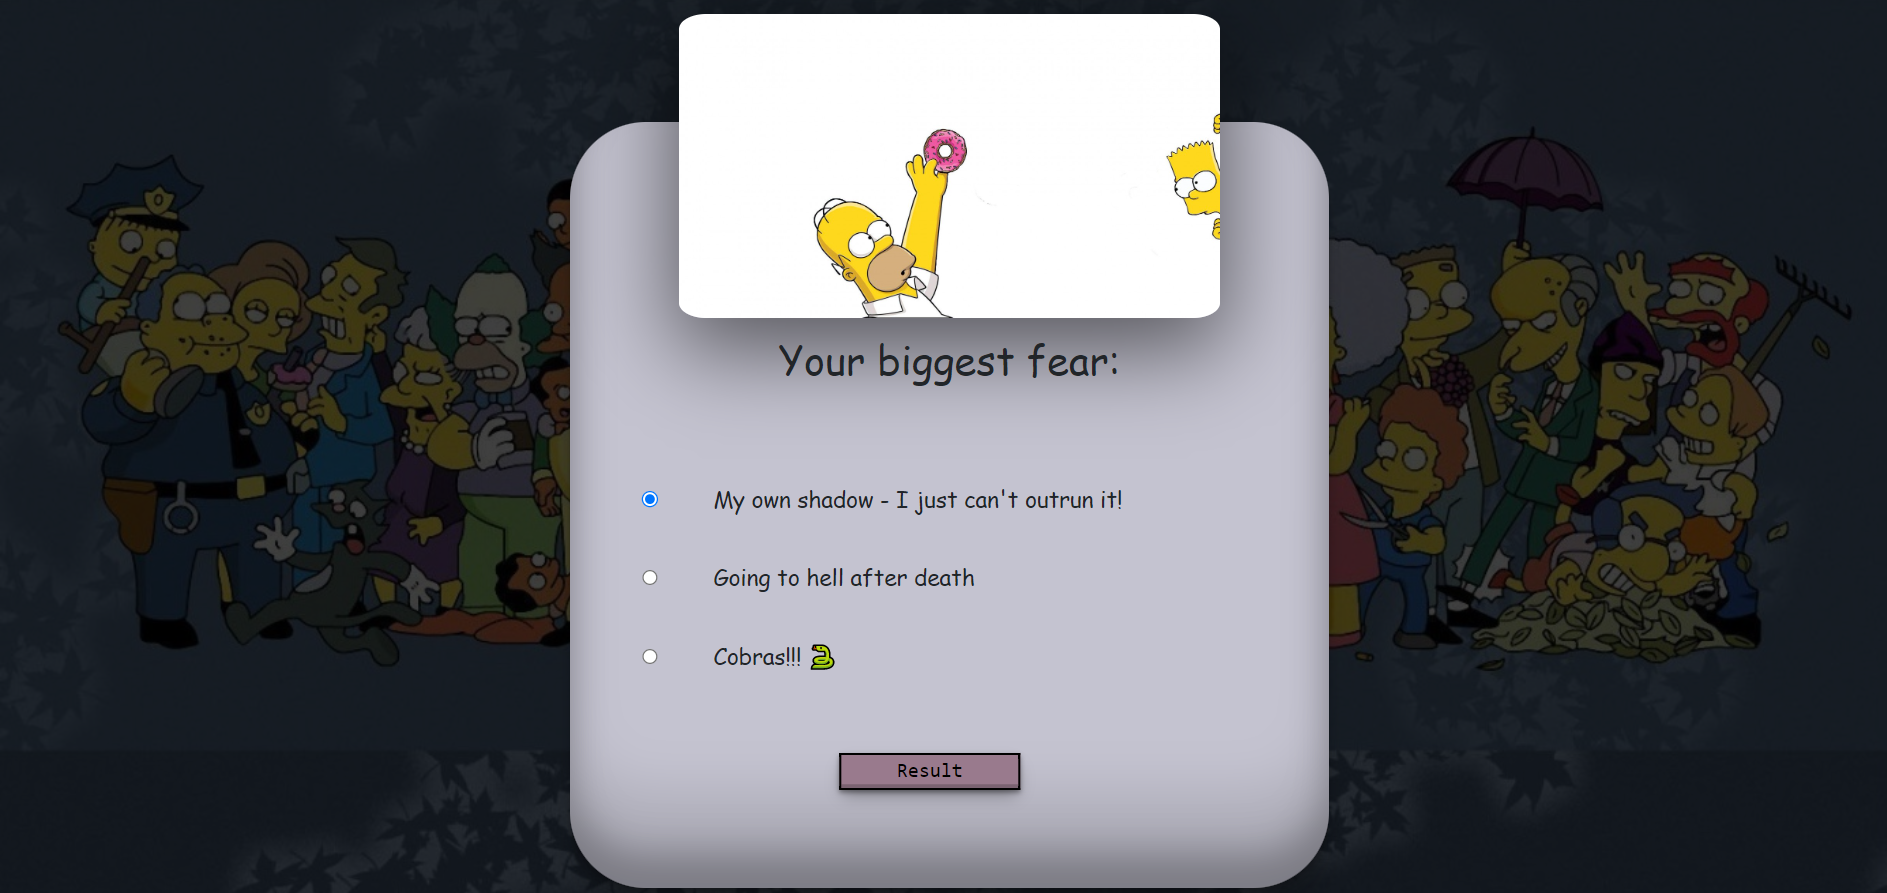 Your biggest fear:
My own shadow - I just can't outrun it!
Going to hell after death
Cobras!!! 🐍
Result